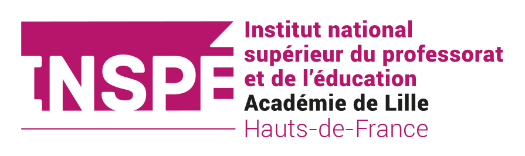 INSPÉ
Institut national
supérieur du professorat
et de l'éducation
Académie de Lille
Hauts-de-France